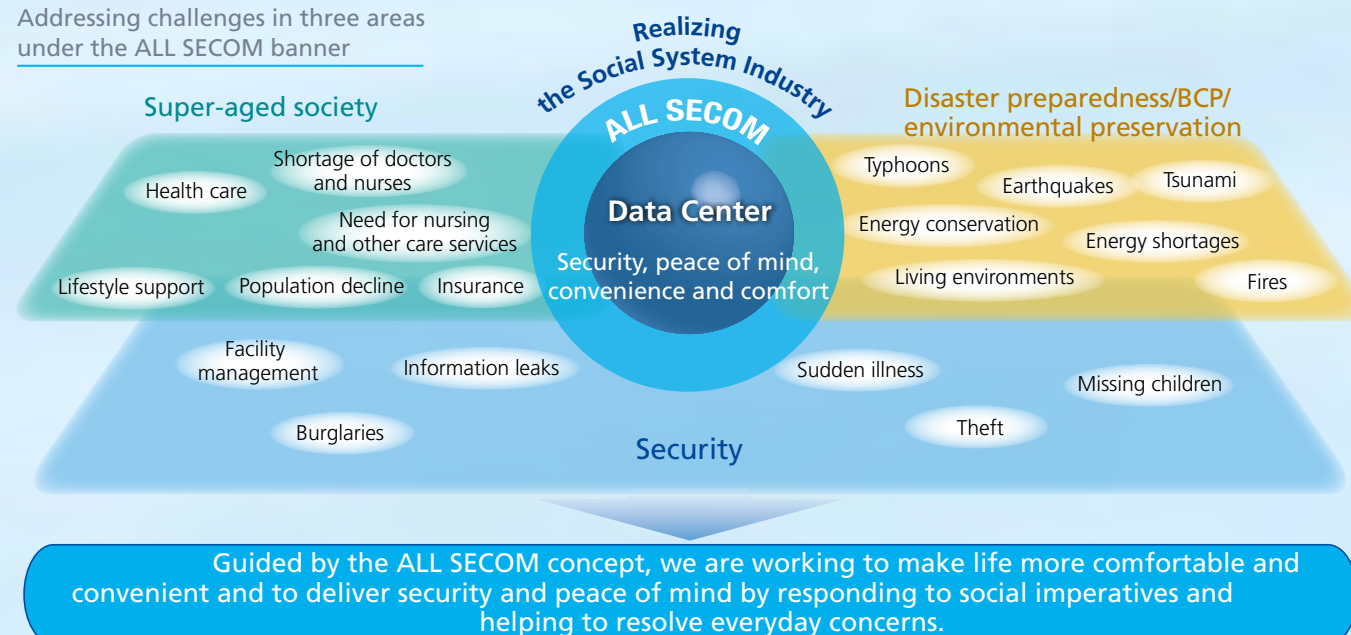 Addressing challenges in three areas
under the ALL SECOM banner
Realizing
the Social System Industry
ALL SECOM
Data Center
Security, peace of mind,
convenience and comfort
Super-aged society
Shortage of doctors
and nurses
Health care
Need for nursing
and other care services
Lifestyle support
Population decline
Insurance
Disaster preparedness/BCP/
environmental preservation
Typhoons
Earthquakes
Tsunami
Energy conservation
Energy shortages
Living environments
Fires
Facility
management
Information leaks
Burglaries
Sudden illness
Missing children
Theft
Security
Guided by the ALL SECOM concept, we are working to make life more comfortable and
convenient and to deliver security and peace of mind by responding to social imperatives and
helping to resolve everyday concerns.